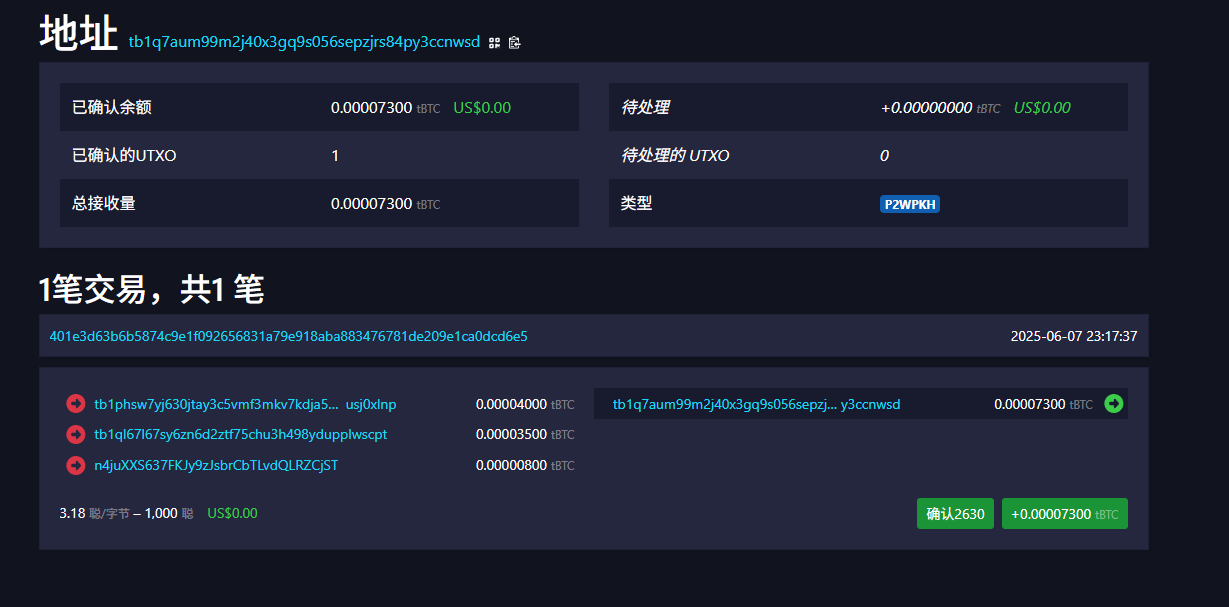 地址 tb1q7aum99m2j40x3gq9s056sepzjrs84py3ccnwsd
已确认余额 0.00007300 tBTC US$0.00
待处理 +0.00000000 tBTC US$0.00
已确认的UTXO 1
待处理的 UTXO 0
总接收量 0.00007300 tBTC
类型 P2WPKH
1笔交易，共1 笔
401e3d63b6b5874c9e1f092656831a79e918aba883476781de209e1ca0dcd6e5 2025-06-07 23:17:37
tb1phsw7yj630jtay3c5vmf3mkv7kdja5... usj0xlnp 0.00004000 tBTC
tb1q7aum99m2j40x3gq9s056sepzj... y3ccnwsd 0.00007300 tBTC
tb1ql67l67sy6zn6d2ztf75chu3h498ydupplwscpt 0.00003500 tBTC
n4juXXS637FKJy9zJsbrCbTLvdQLRZCjST 0.00000800 tBTC
3.18 聪/字节 – 1,000 聪 US$0.00
确认2630 +0.00007300 tBTC